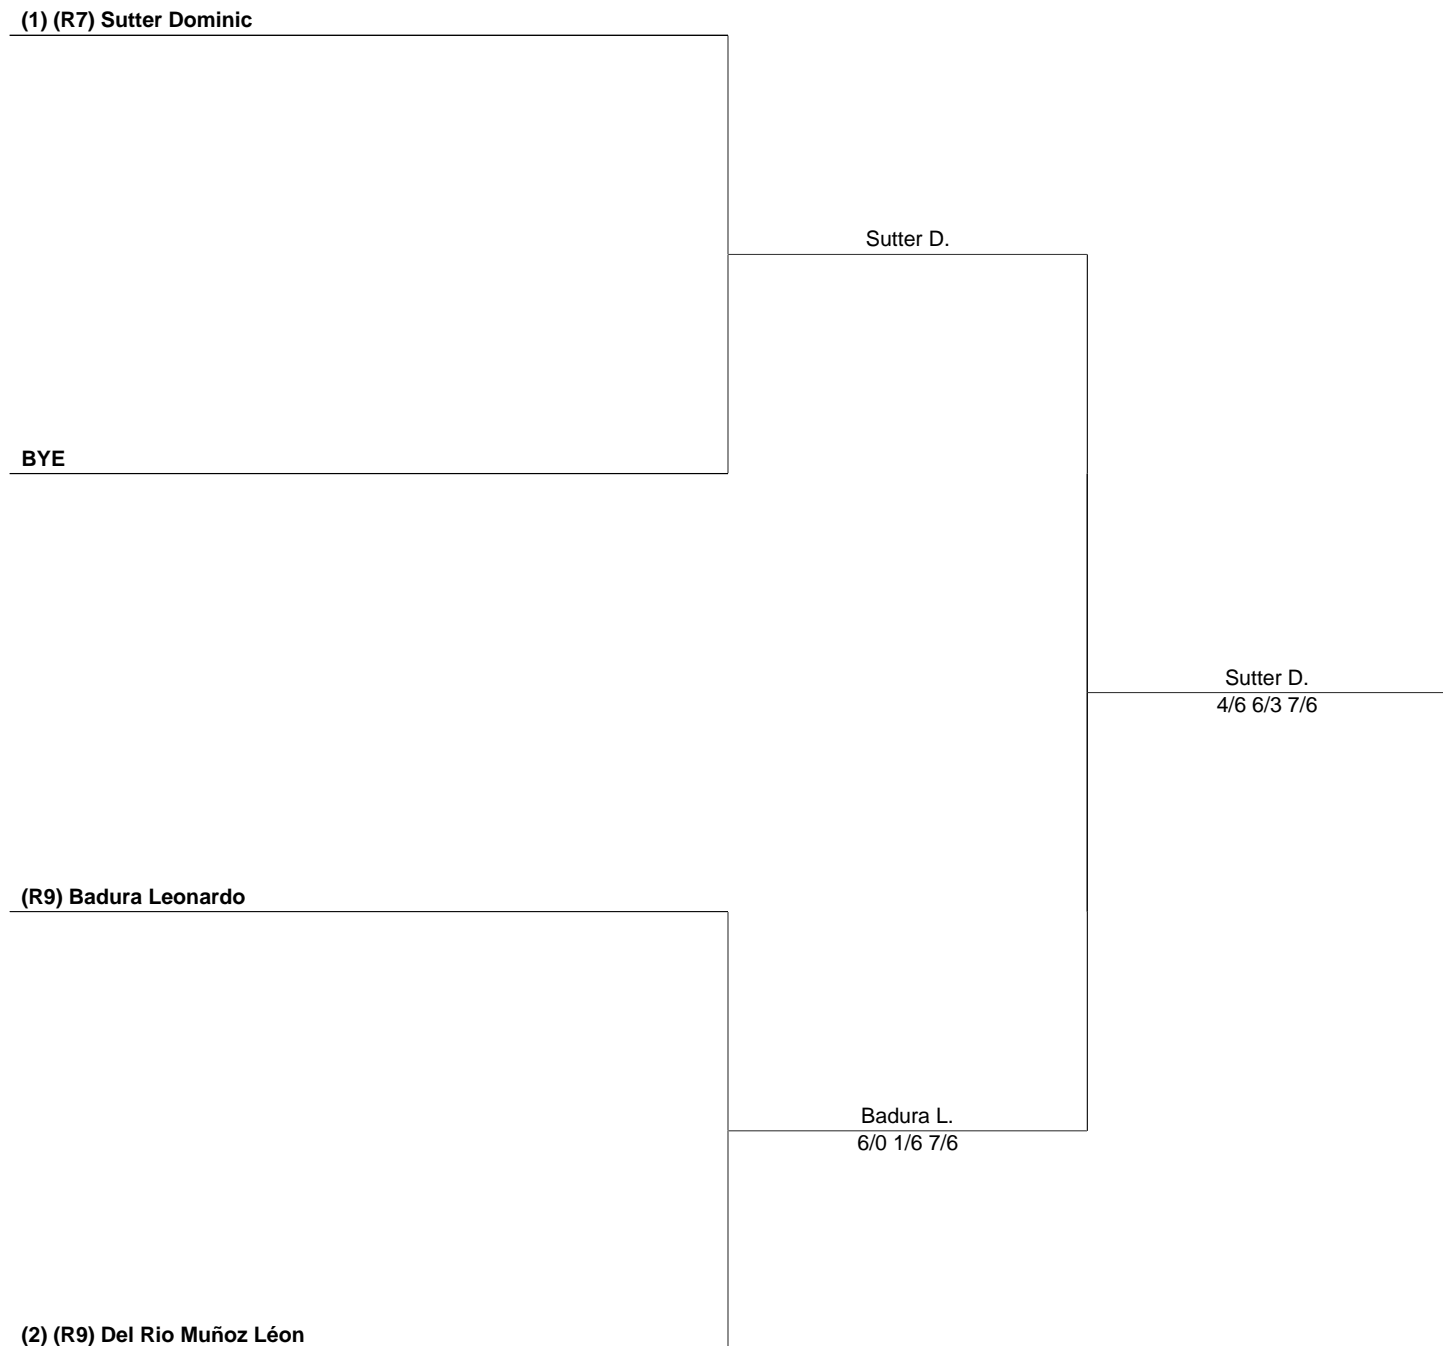 (1) (R7) Sutter Dominic
Sutter D.
BYE
Sutter D.
4/6 6/3 7/6
(R9) Badura Leonardo
Badura L.
6/0 1/6 7/6
(2) (R9) Del Rio Muñoz Léon